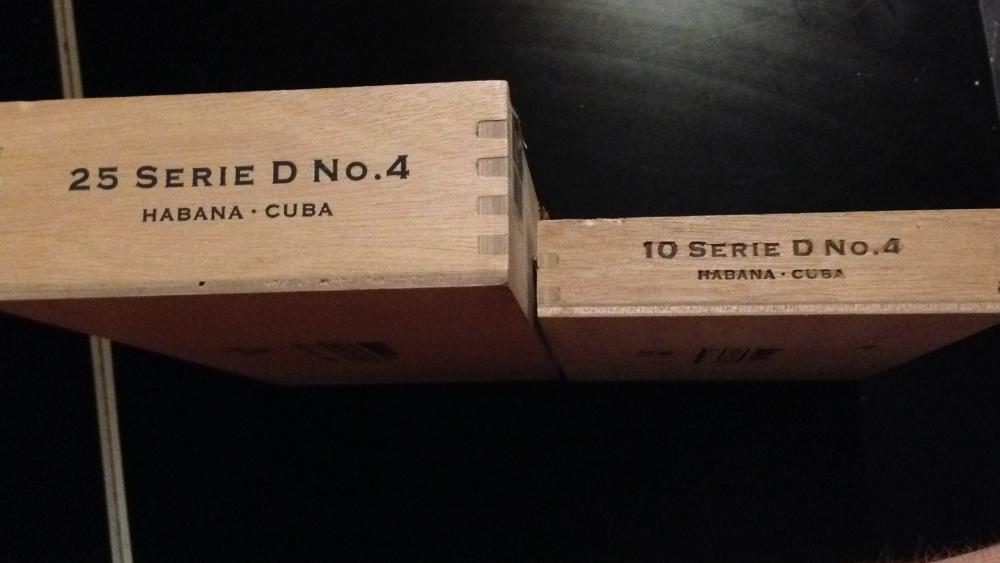 25 SERIE D NO.4
HABANA · CUBA
10 SERIE D NO.4
HABANA · CUBA